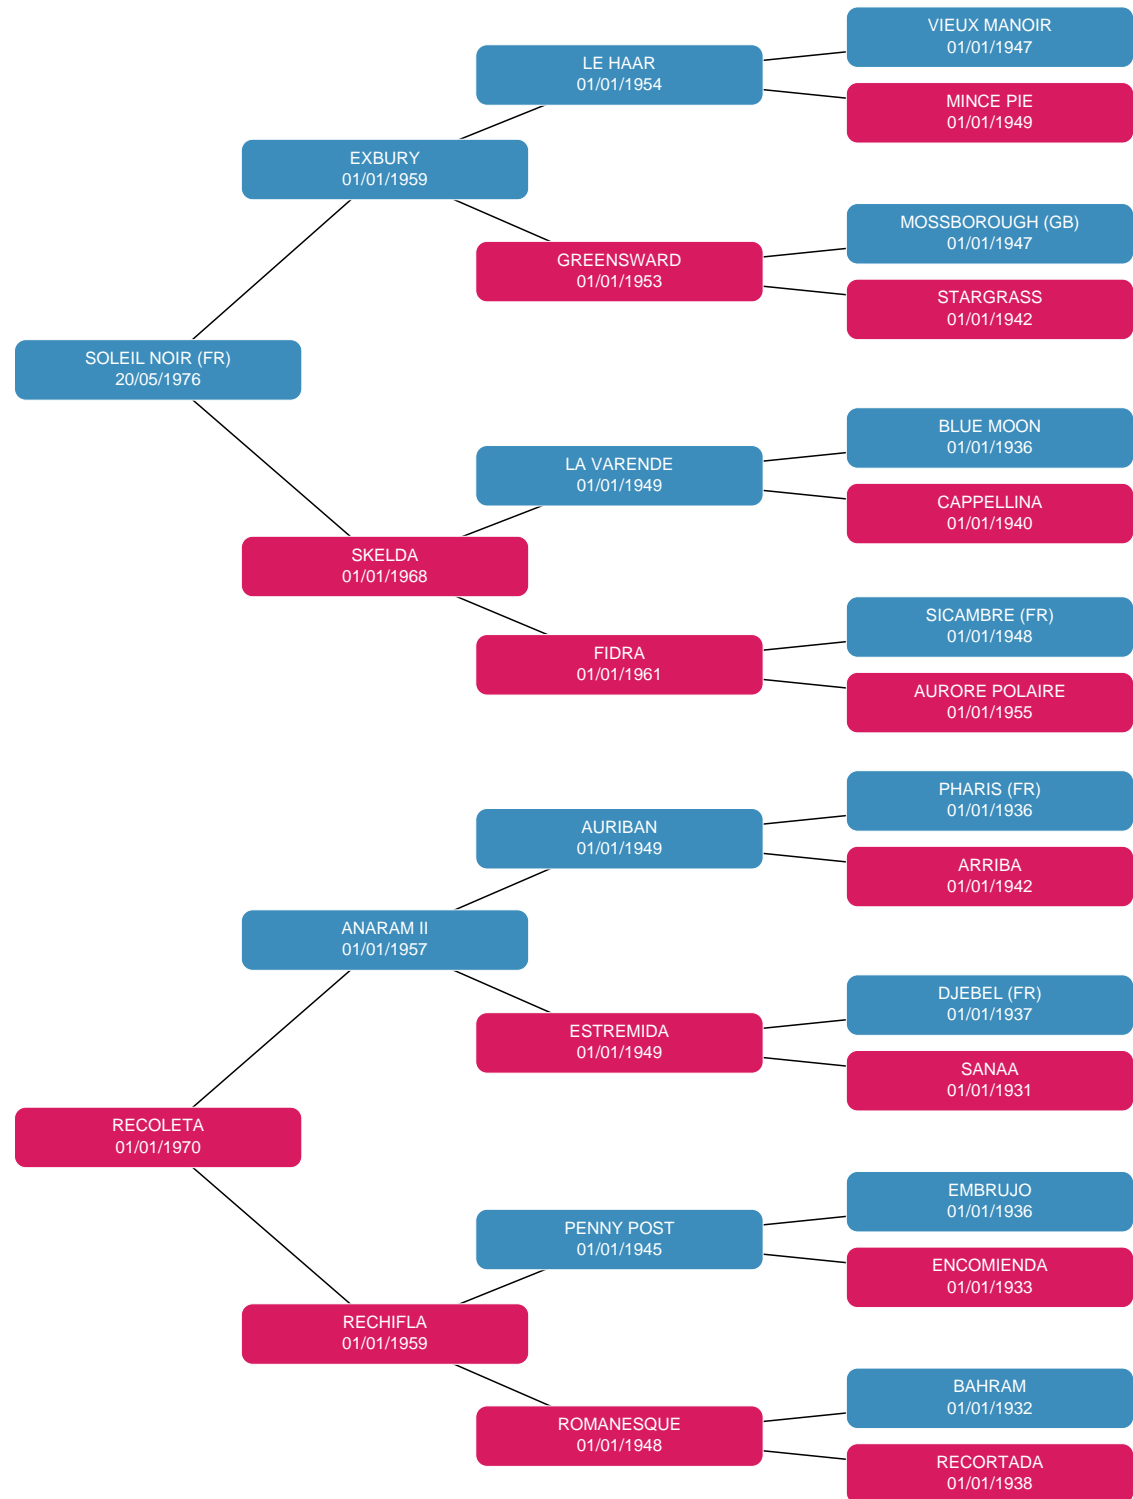 VIEUX MANOIR
01/01/1947
LE HAAR
01/01/1954
MINCE PIE
01/01/1949
EXBURY
01/01/1959
MOSSBOROUGH (GB)
01/01/1947
GREENSWARD
01/01/1953
STARGRASS
01/01/1942
SOLEIL NOIR (FR)
20/05/1976
BLUE MOON
01/01/1936
LA VARENDE
01/01/1949
CAPPELLINA
01/01/1940
SKELDA
01/01/1968
SICAMBRE (FR)
01/01/1948
FIDRA
01/01/1961
AURORE POLAIRE
01/01/1955
PHARIS (FR)
01/01/1936
AURIBAN
01/01/1949
ARRIBA
01/01/1942
ANARAM II
01/01/1957
DJEBEL (FR)
01/01/1937
ESTREMIDA
01/01/1949
SANAA
01/01/1931
RECOLETA
01/01/1970
EMBRUJO
01/01/1936
PENNY POST
01/01/1945
ENCOMIENDA
01/01/1933
RECHIFLA
01/01/1959
BAHRAM
01/01/1932
ROMANESQUE
01/01/1948
RECORTADA
01/01/1938